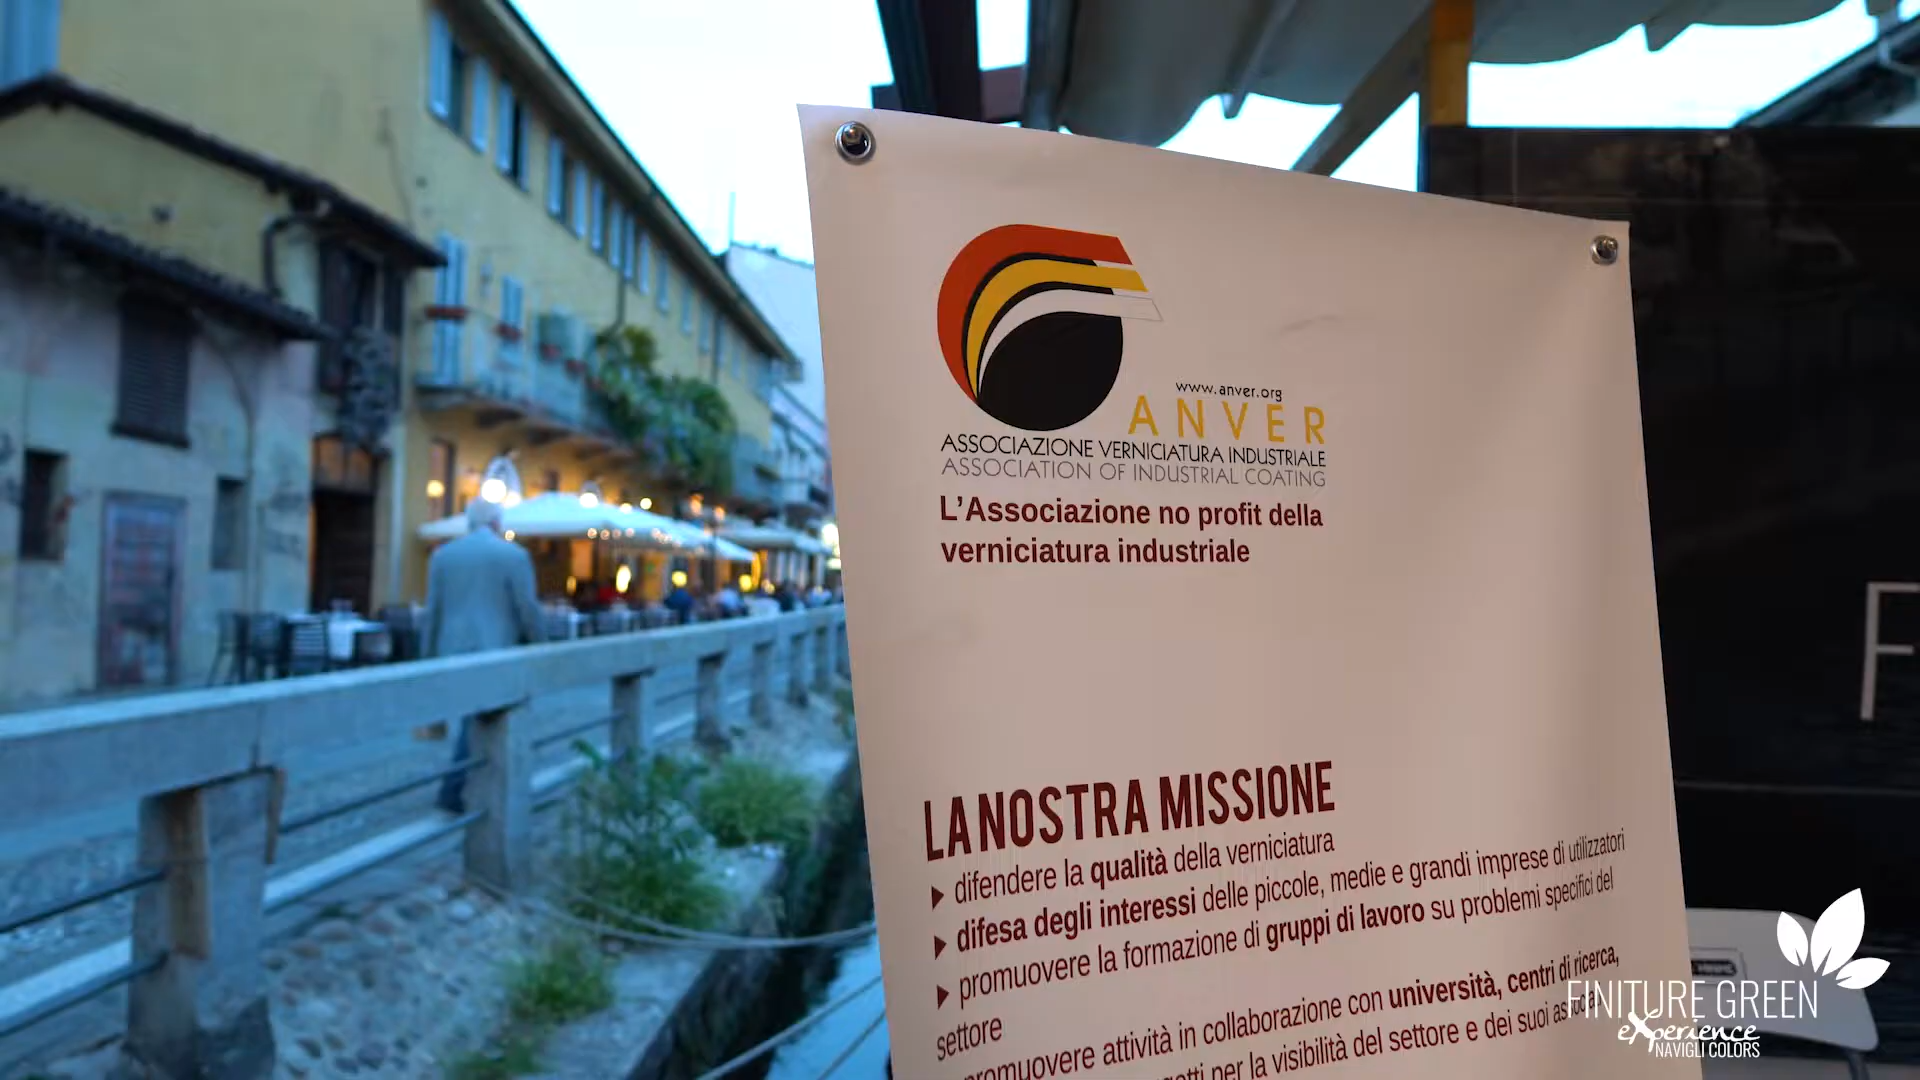 www.anver.org
ANVER
ASSOCIAZIONE VERNICIATURA INDUSTRIALE
ASSOCIATION OF INDUSTRIAL COATING
L'Associazione no profit della
verniciatura industriale
LA NOSTRA MISSIONE
difendere la qualità della verniciatura
difesa degli interessi delle piccole, medie e grandi imprese di utilizzatori
promuovere la formazione di gruppi di lavoro su problemi specifici del
settore
promuovere attività in collaborazione con università, centri di ricerca,
per la visibilità del settore e dei suoi
F
FINITURE GREEN
eXperience
NAVIGLI COLORS